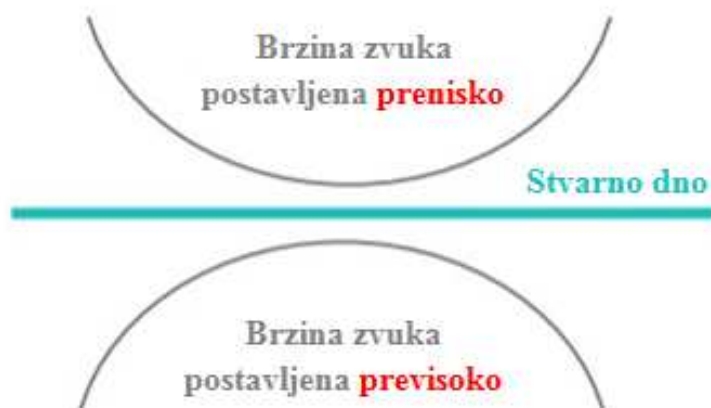 Brzina zvuka
postavljena prenisko
Stvarno dno
Brzina zvuka
postavljena previsoko